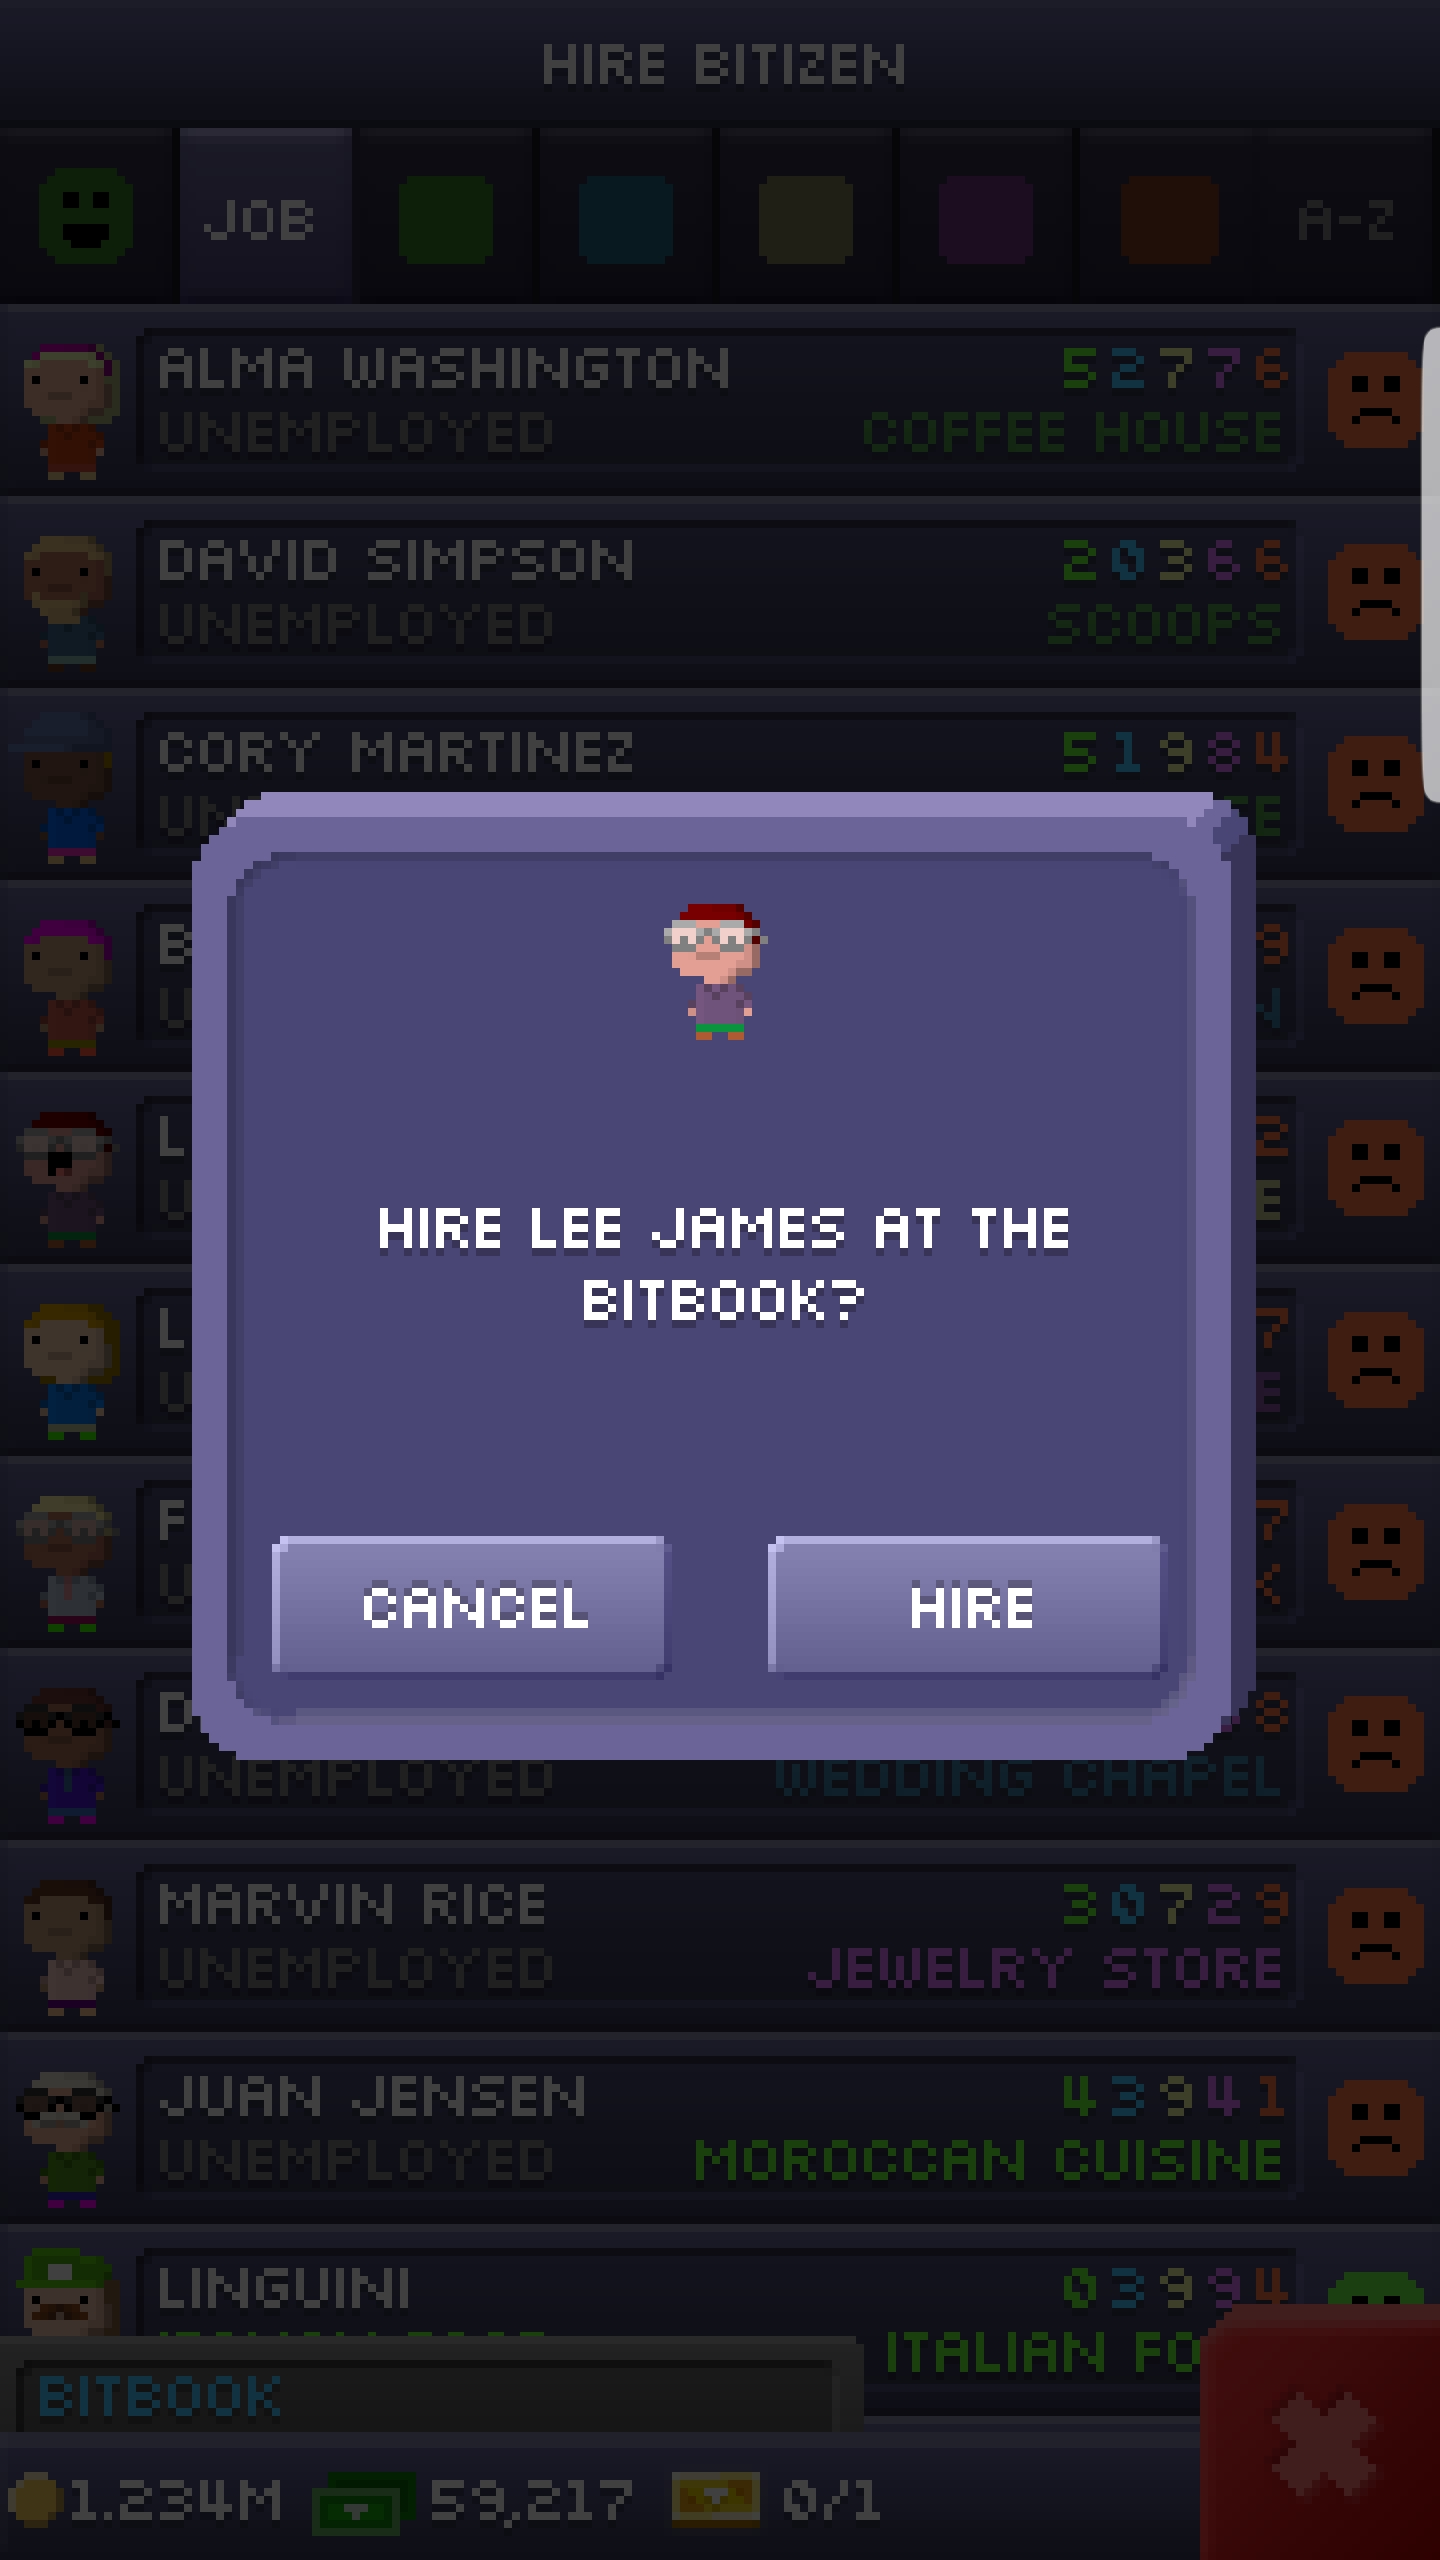 HIRE BITIZEN
JOB
A-Z
ALMA WASHINGTON 52776
UNEMPLOYED COFFEE HOUSE
DAVID SIMPSON 20366
UNEMPLOYED SCOOPS
CORY MARTINEZ 51984
HIRE LEE JAMES AT THE
BITBOOK?
CANCEL HIRE
UNEMPLOYED WEDDING CHAPEL
MARVIN RICE 30729
UNEMPLOYED JEWELRY STORE
JUAN JENSEN 43941
UNEMPLOYED MOROCCAN CUISINE
LINGUINI 03994
ITALIAN FO
BITBOOK
1.234M 59,217 0/1